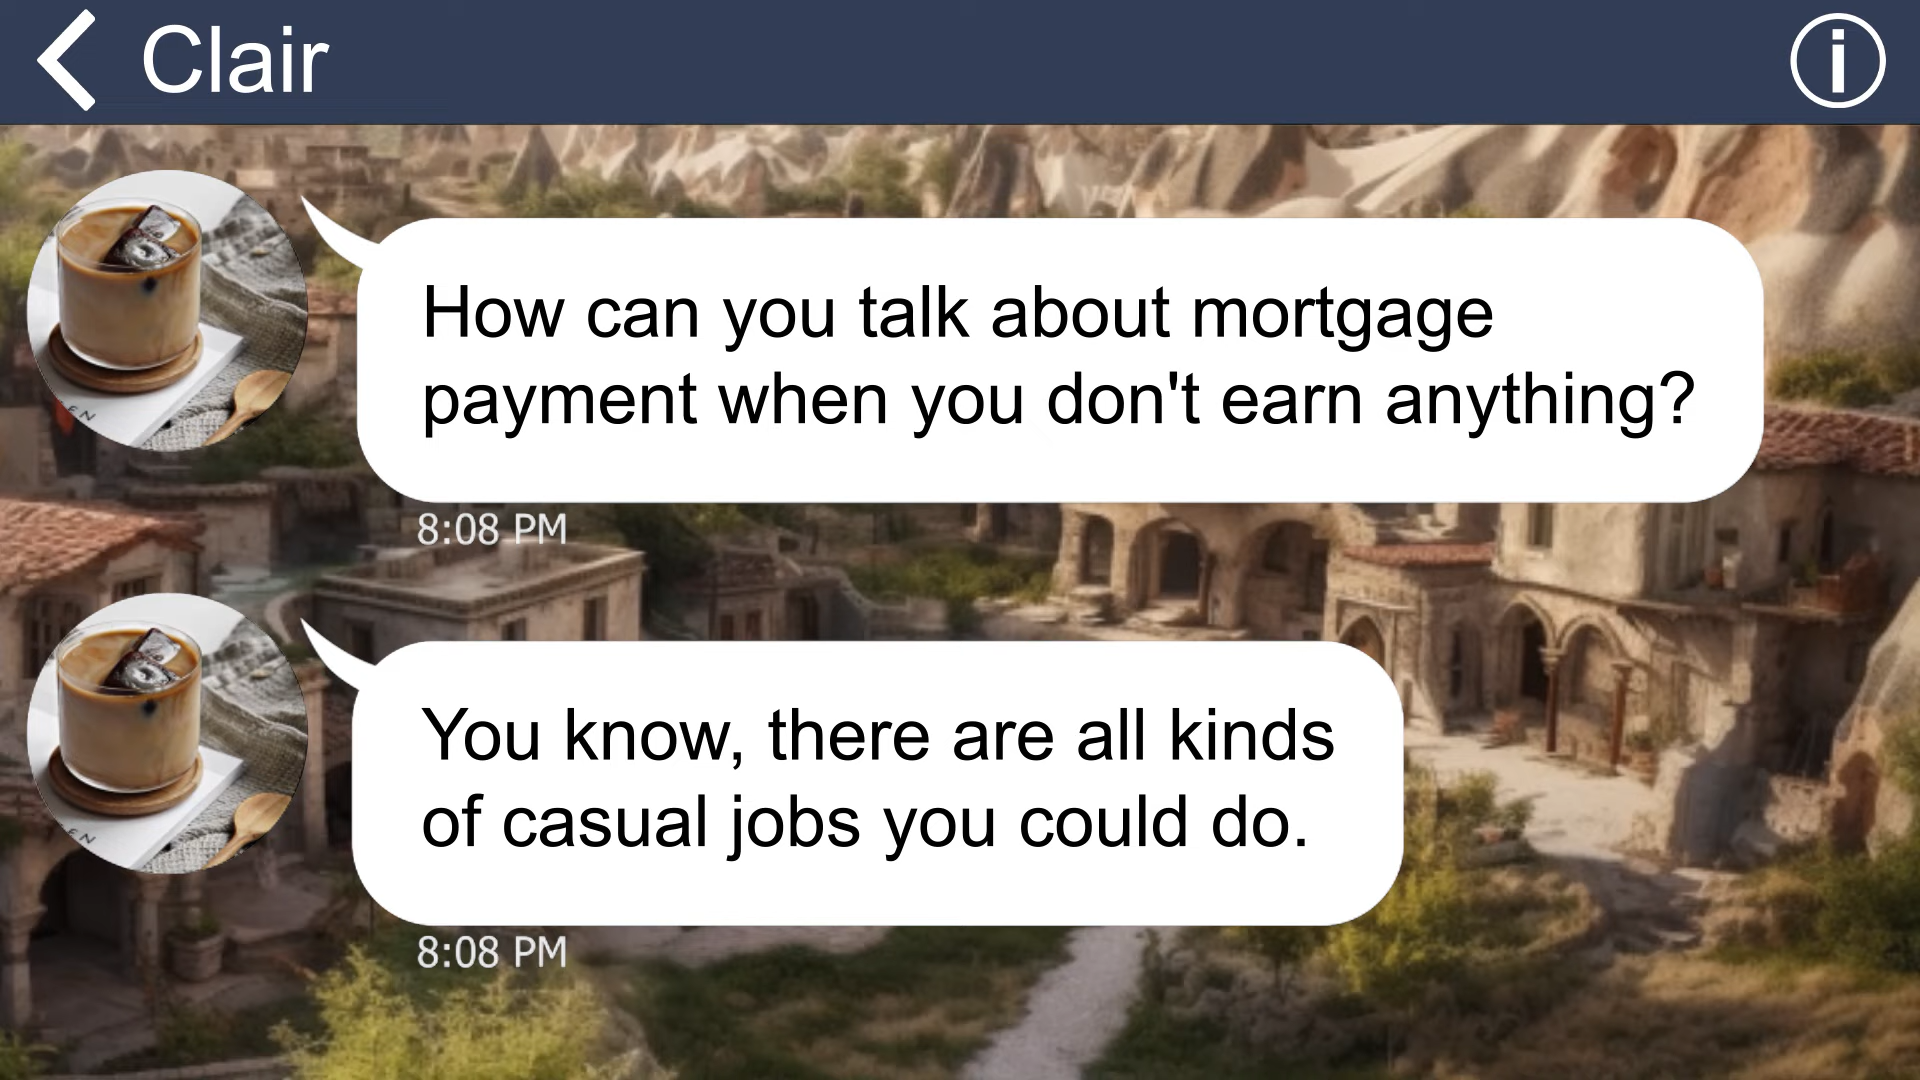 Clair
How can you talk about mortgage
payment when you don't earn anything?
8:08 PM
You know, there are all kinds
of casual jobs you could do.
8:08 PM